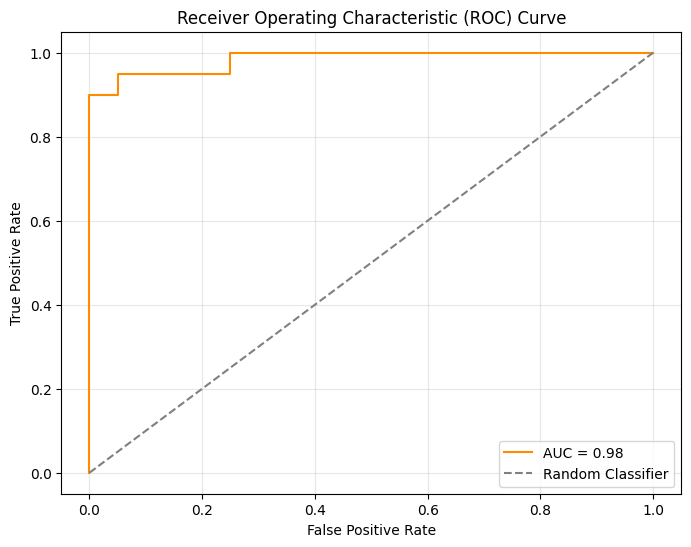 Receiver Operating Characteristic (ROC) Curve
True Positive Rate
1.0
0.8
0.6
0.4
0.2
0.0
0.0 0.2 0.4 0.6 0.8 1.0
False Positive Rate
AUC = 0.98
Random Classifier